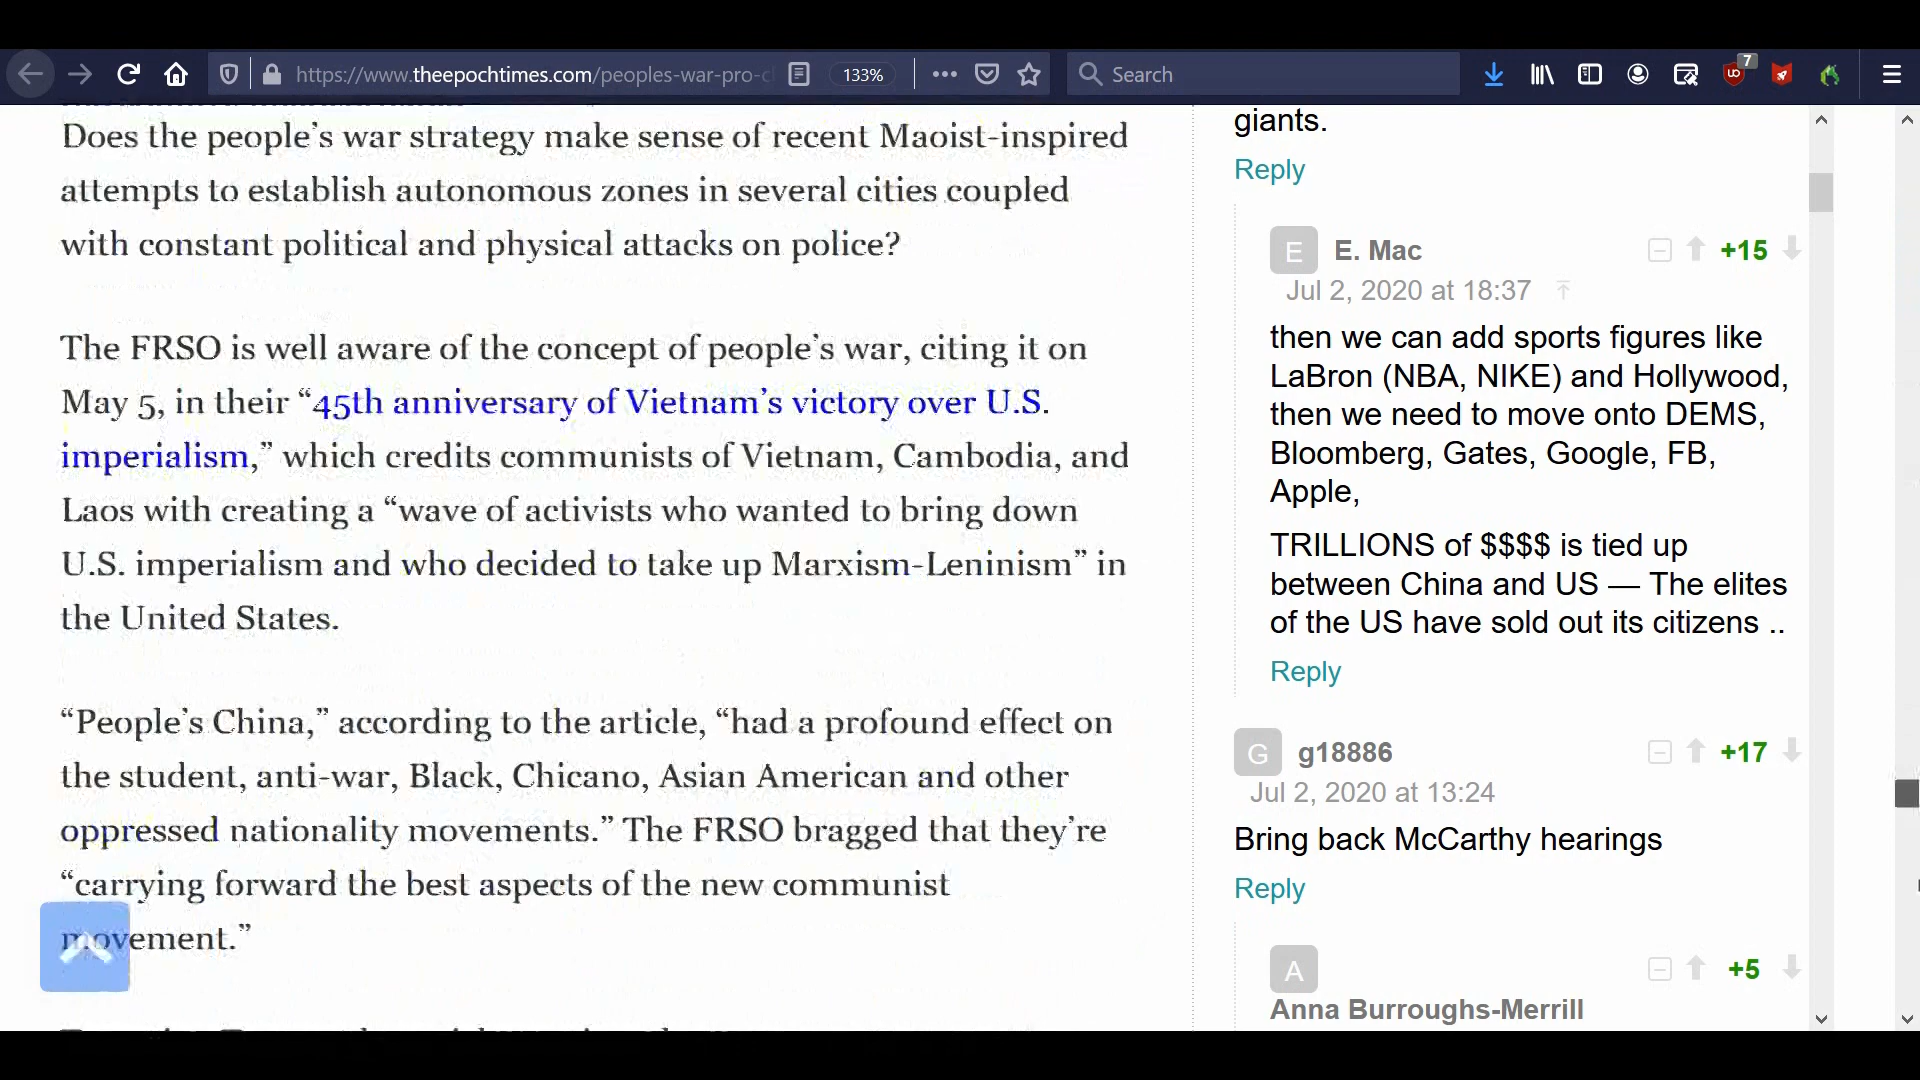 https://www.theepochtimes.com/peoples-war-pro-c
133%
Search
7
Does the people’s war strategy make sense of recent Maoist-inspired
attempts to establish autonomous zones in several cities coupled
with constant political and physical attacks on police?
The FRSO is well aware of the concept of people’s war, citing it on
May 5, in their “45th anniversary of Vietnam’s victory over U.S.
imperialism,” which credits communists of Vietnam, Cambodia, and
Laos with creating a “wave of activists who wanted to bring down
U.S. imperialism and who decided to take up Marxism-Leninism” in
the United States.
“People’s China,” according to the article, “had a profound effect on
the student, anti-war, Black, Chicano, Asian American and other
oppressed nationality movements.” The FRSO bragged that they’re
“carrying forward the best aspects of the new communist
movement.”
giants.
Reply
E
E. Mac
+15
Jul 2, 2020 at 18:37
then we can add sports figures like
LaBron (NBA, NIKE) and Hollywood,
then we need to move onto DEMS,
Bloomberg, Gates, Google, FB,
Apple,
TRILLIONS of $$$$ is tied up
between China and US — The elites
of the US have sold out its citizens ..
Reply
G
g18886
+17
Jul 2, 2020 at 13:24
Bring back McCarthy hearings
Reply
A
+5
Anna Burroughs-Merrill